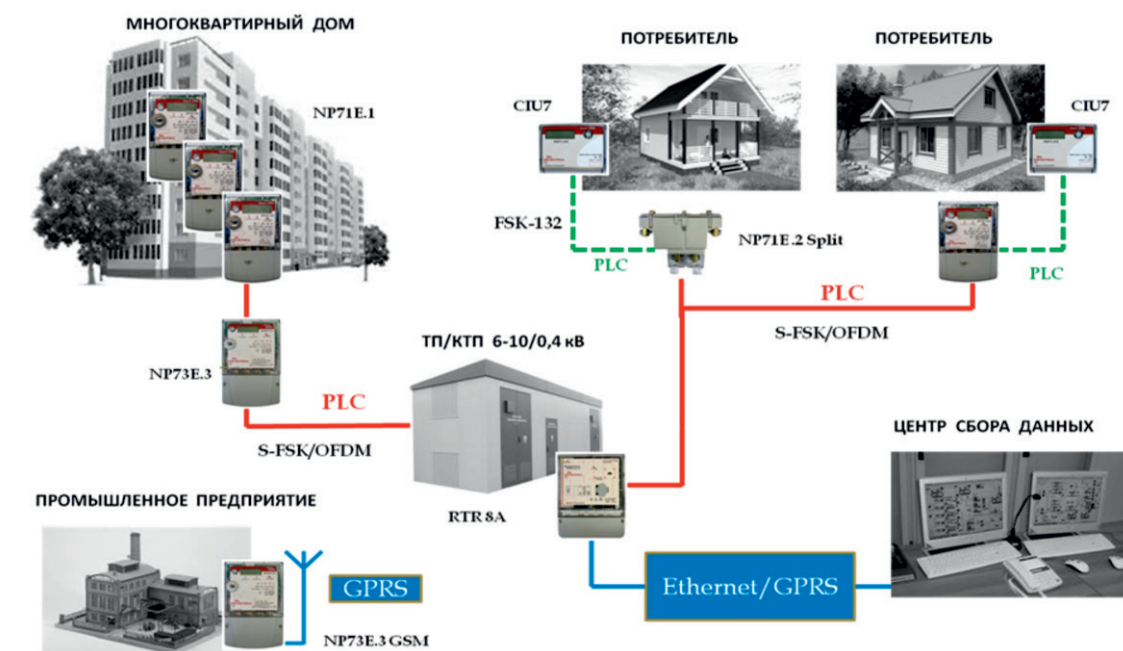 МНОГОКВАРТИРНЫЙ ДОМ
ПОТРЕБИТЕЛЬ
ПОТРЕБИТЕЛЬ
NP71E.1
CIU7
CIU7
FSK-132
NP71E.2 Split
PLC
PLC
PLC
S-FSK/OFDM
ТП/КТП 6-10/0,4 кВ
NP73E.3
PLC
S-FSK/OFDM
ЦЕНТР СБОРА ДАННЫХ
ПРОМЫШЛЕННОЕ ПРЕДПРИЯТИЕ
RTR 8A
GPRS
Ethernet/GPRS
NP73E.3 GSM